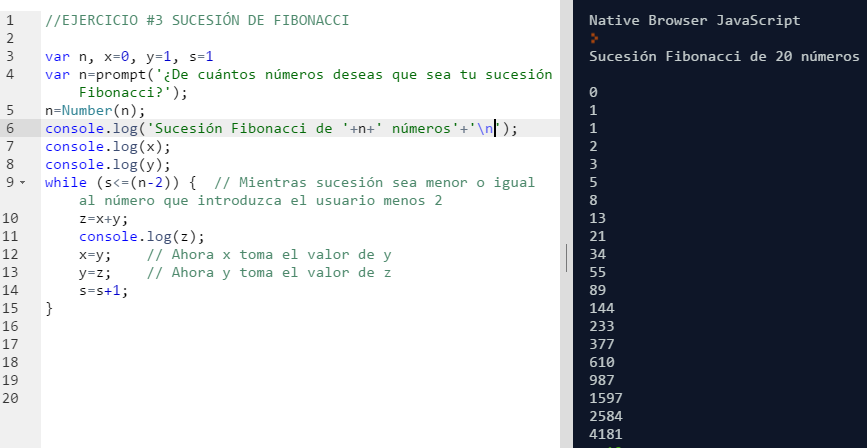 1 //EJERCICIO #3 SUCESIÓN DE FIBONACCI
2
3 var n, x=0, y=1, s=1
4 var n=prompt('¿De cuántos números deseas que sea tu sucesión
Fibonacci?');
5 n=Number(n);
6 console.log('Sucesión Fibonacci de '+n+' números'+'\n');
7 console.log(x);
8 console.log(y);
9 while (s<=(n-2)) {  // Mientras sucesión sea menor o igual
al número que introduzca el usuario menos 2
10 z=x+y;
11 console.log(z);
12 x=y;    // Ahora x toma el valor de y
13 y=z;    // Ahora y toma el valor de z
14 s=s+1;
15 }
16
17
18
19
20
Native Browser JavaScript
Sucesión Fibonacci de 20 números
0
1
1
2
3
5
8
13
21
34
55
89
144
233
377
610
987
1597
2584
4181